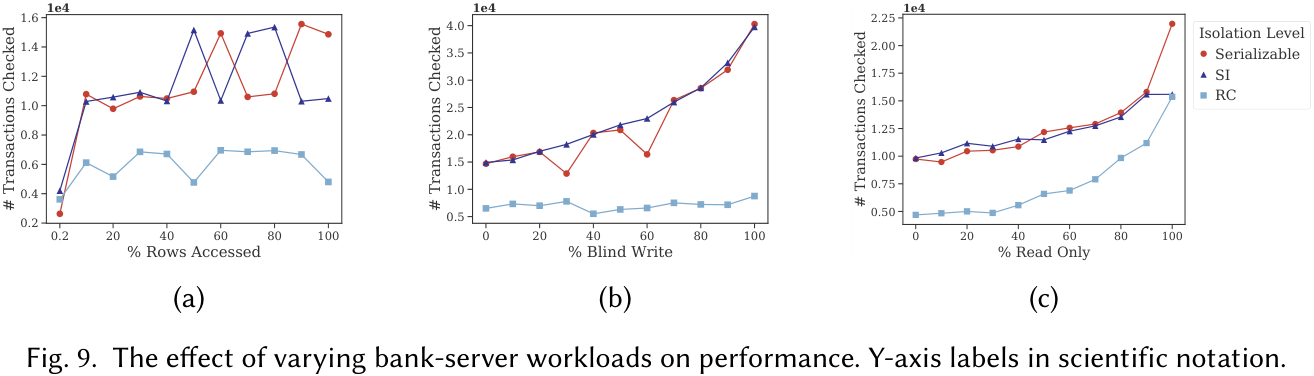 1e4
# Transactions Checked
1.6
1.4
1.2
1.0
0.8
0.6
0.4
0.2
0.2 20 40 60 80 100
% Rows Accessed
(a)
1e4
# Transactions Checked
4.0
3.5
3.0
2.5
2.0
1.5
1.0
0.5
0 20 40 60 80 100
% Blind Write
(b)
1e4
# Transactions Checked
2.25
2.00
1.75
1.50
1.25
1.00
0.75
0.50
0 20 40 60 80 100
% Read Only
(c)
Isolation Level
Serializable
SI
RC
Fig. 9. The effect of varying bank-server workloads on performance. Y-axis labels in scientific notation.